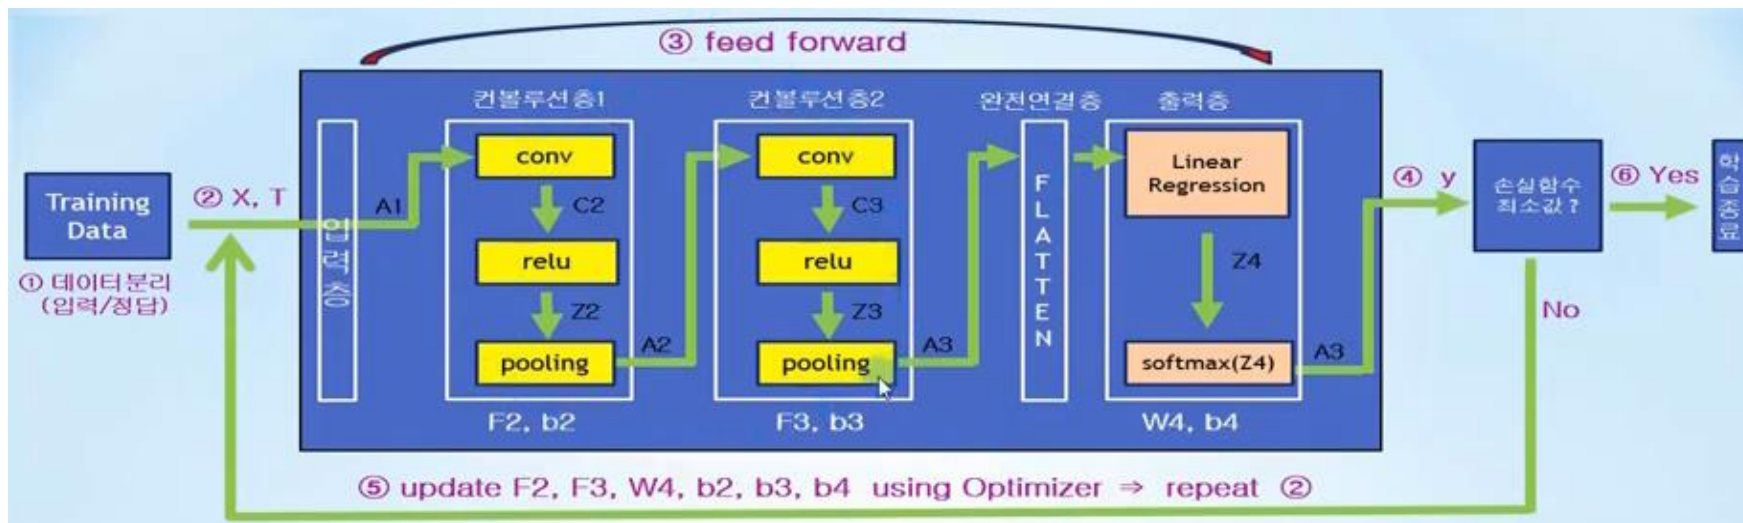 ③ feed forward
컨볼루션층1
컨볼루션층2
완전연결층
출력층
Training
Data
① 데이터분리
(입력/정답)
② X, T
입
력
층
A1
conv
C2
relu
Z2
pooling
F2, b2
A2
conv
C3
relu
Z3
pooling
F3, b3
A3
F
L
A
T
T
E
N
Linear
Regression
Z4
softmax(Z4)
W4, b4
A3
④ y
손실함수
최소값?
⑥ Yes
학
습
종
료
No
⑤ update F2, F3, W4, b2, b3, b4 using Optimizer ⇒ repeat ②